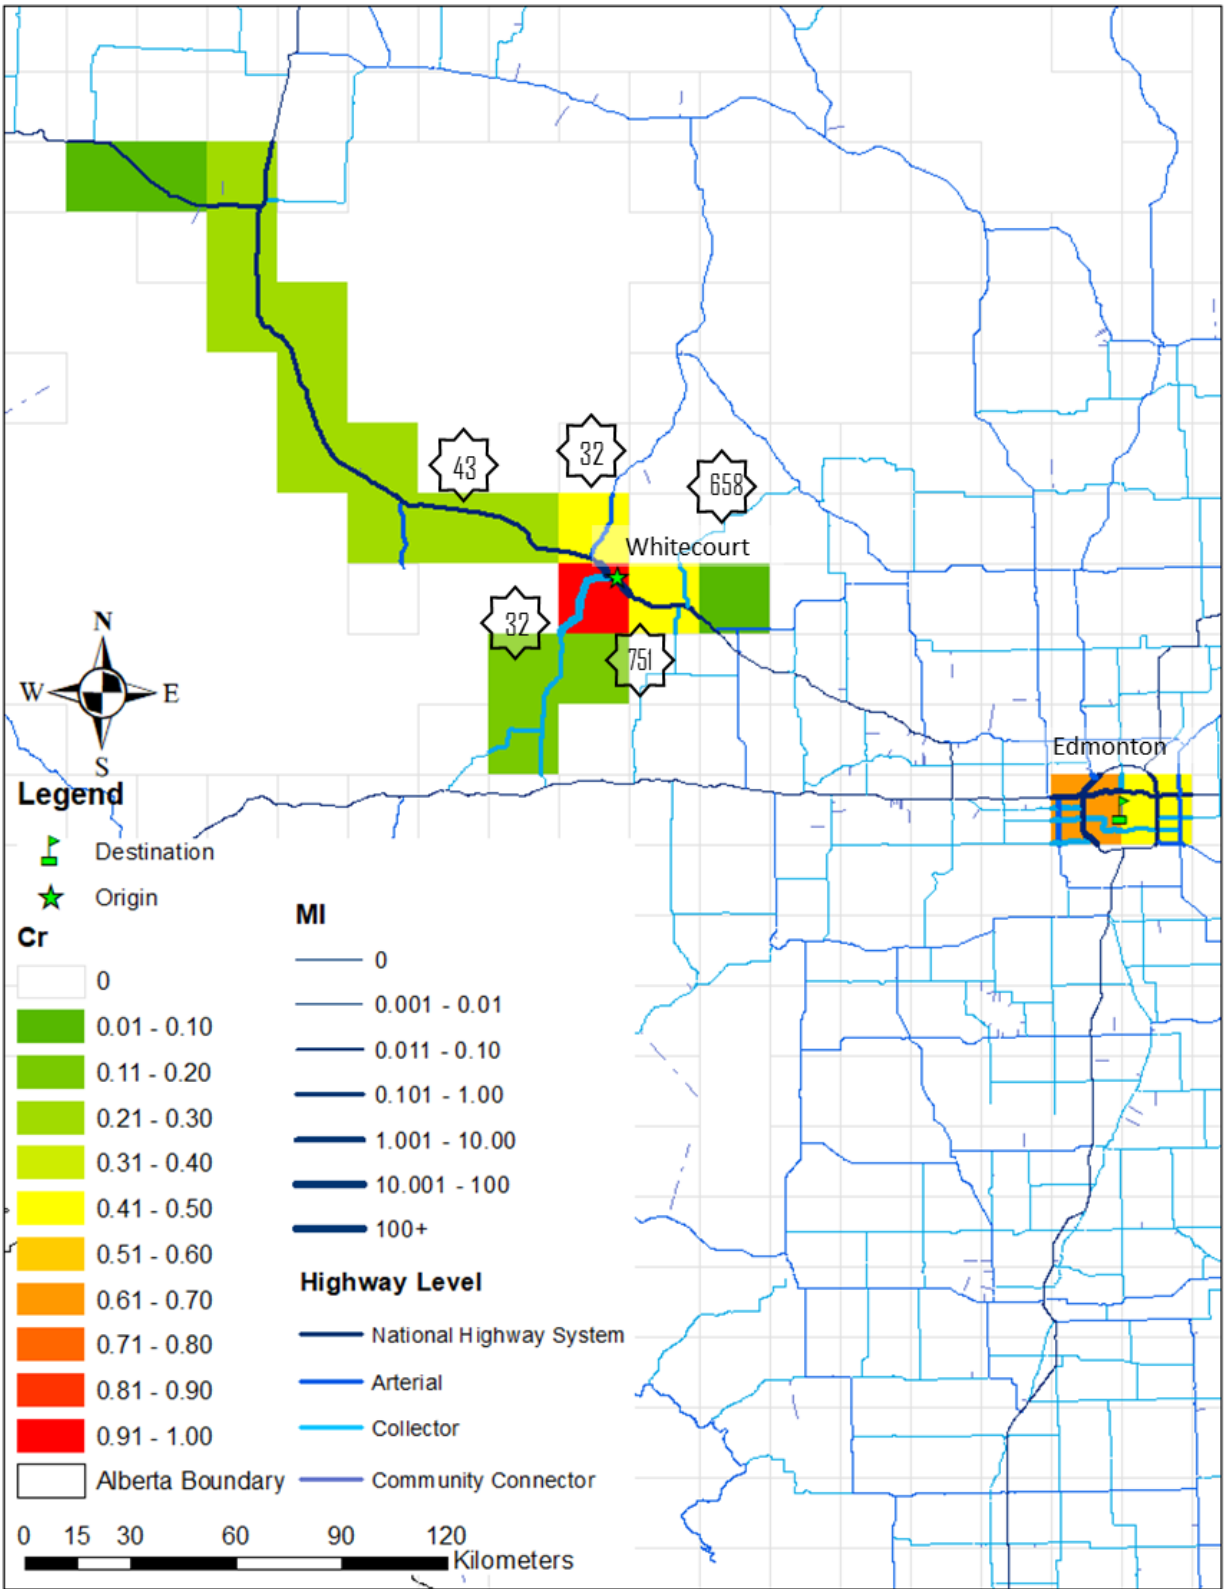 43
32
658
Whitecourt
32
751
N
W
E
S
Edmonton
Legend
Destination
Origin
Cr
0
0.01 - 0.10
0.11 - 0.20
0.21 - 0.30
0.31 - 0.40
0.41 - 0.50
0.51 - 0.60
0.61 - 0.70
0.71 - 0.80
0.81 - 0.90
0.91 - 1.00
Alberta Boundary
MI
0
0.001 - 0.01
0.011 - 0.10
0.101 - 1.00
1.001 - 10.00
10.001 - 100
100+
Highway Level
National Highway System
Arterial
Collector
Community Connector
0 15 30 60 90 120
Kilometers